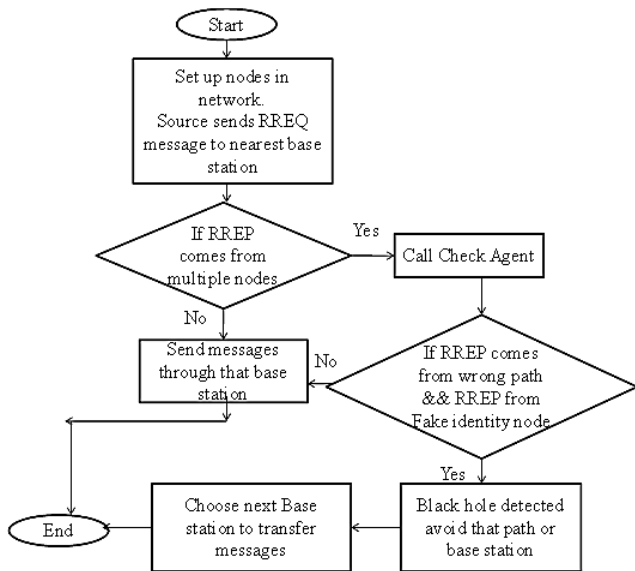 Start
Set up nodes in
network.
Source sends RREQ
message to nearest base
station
If RREP
comes from
multiple nodes
Yes
Call Check Agent
No
Send messages
through that base
station
No
If RREP comes
from wrong path
&& RREP from
Fake identity node
Yes
Black hole detected
avoid that path or
base station
Choose next Base
station to transfer
messages
End